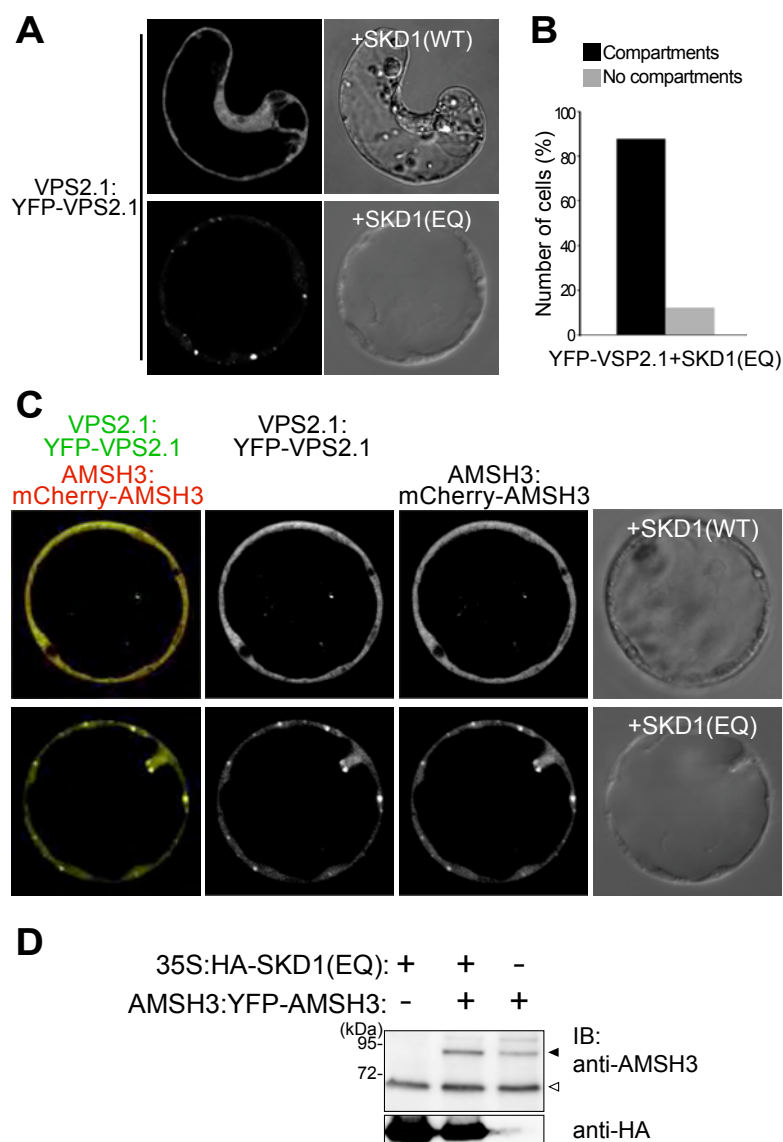 A
VPS2.1:
YFP-VPS2.1
+SKD1(WT)
+SKD1(EQ)
B
Compartments
No compartments
Number of cells (%)
100
80
60
40
20
0
YFP-VSP2.1+SKD1(EQ)
C
VPS2.1:
YFP-VPS2.1
AMSH3:
mCherry-AMSH3
VPS2.1:
YFP-VPS2.1
AMSH3:
mCherry-AMSH3
+SKD1(WT)
+SKD1(EQ)
D
35S:HA-SKD1(EQ): + + -
AMSH3:YFP-AMSH3: - + +
(kDa)
95-
72-
IB:
anti-AMSH3
anti-HA